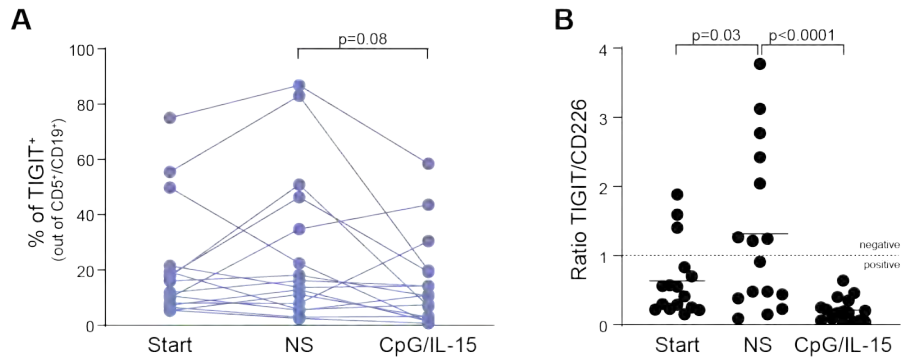 A
% of TIGIT⁺
(out of CD5⁺/CD19⁺)
100
80
60
40
20
0
p=0.08
Start NS CpG/IL-15
B
Ratio TIGIT/CD226
4
3
2
1
0
p=0.03 p<0.0001
negative
positive
Start NS CpG/IL-15